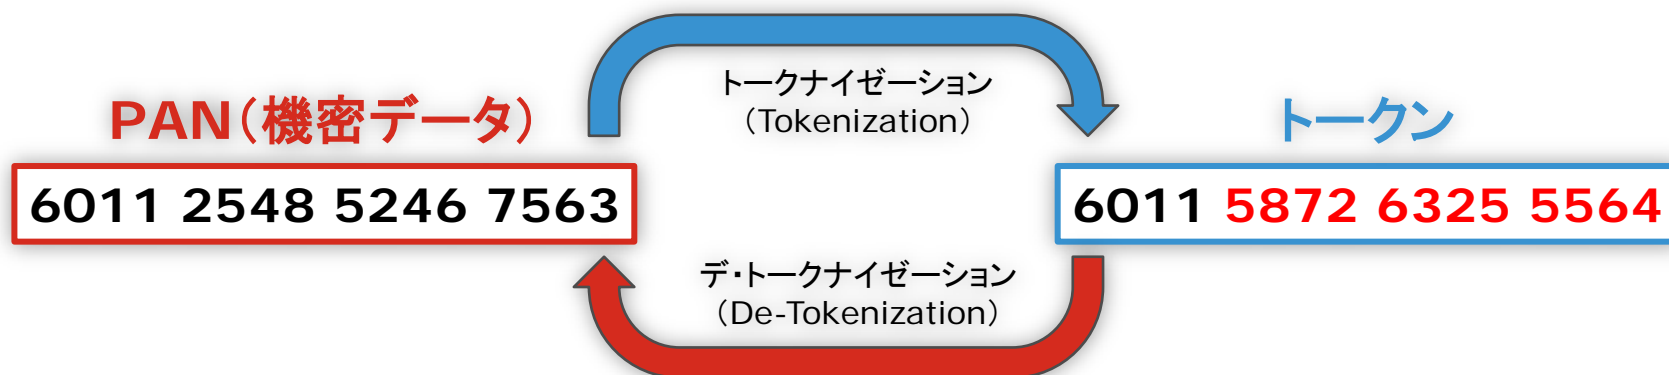 トークナイゼーション
（Tokenization）
PAN（機密データ）
トークン
6011 2548 5246 7563
6011 5872 6325 5564
デ・トークナイゼーション
（De-Tokenization）